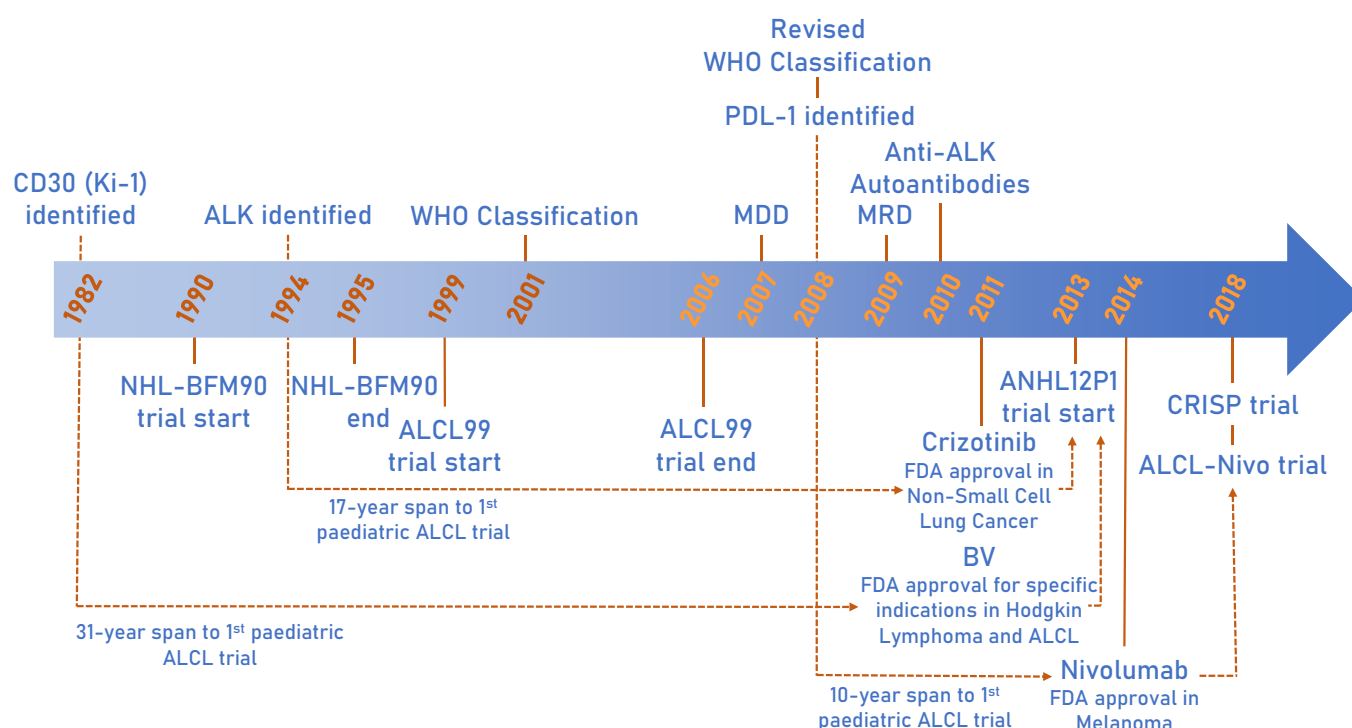 Revised
WHO Classification
PDL-1 identified
Anti-ALK
Autoantibodies
CD30 (Ki-1)
identified
ALK identified
WHO Classification
MDD
MRD
1982
1990
1994
1995
1999
2001
2006
2007
2008
2009
2010
2011
2013
2014
2018
NHL-BFM90
trial start
NHL-BFM90
end
ALCL99
trial start
ALCL99
trial end
Crizotinib
FDA approval in
Non-Small Cell
Lung Cancer
ANHL12P1
trial start
CRISP trial
ALCL-Nivo trial
17-year span to 1st
paediatric ALCL trial
BV
FDA approval for specific
indications in Hodgkin
Lymphoma and ALCL
31-year span to 1st paediatric
ALCL trial
Nivolumab
FDA approval in
Melanoma
10-year span to 1st
paediatric ALCL trial